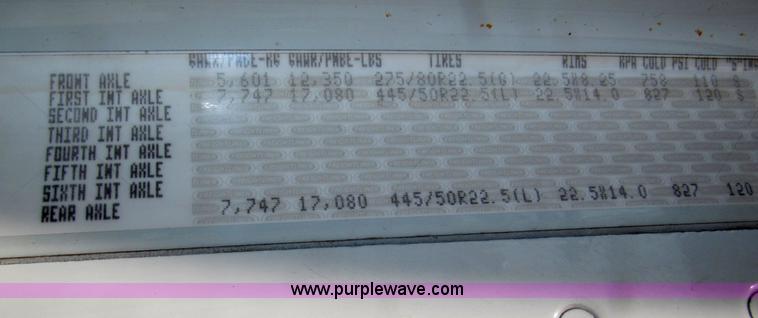 GAWR/PNBE-KG GAWR/PNBE-LBS TIRES RIMS KPA COLD PSI COLD
FRONT AXLE 5,601 12,350 275/80R22.5(G) 22.5X8.25 758 110 S
FIRST INT AXLE 7,747 17,080 445/50R22.5(L) 22.5X14.0 827 120 S
SECOND INT AXLE
THIRD INT AXLE
FOURTH INT AXLE
FIFTH INT AXLE
SIXTH INT AXLE
REAR AXLE 7,747 17,080 445/50R22.5(L) 22.5X14.0 827 120
www.purplewave.com